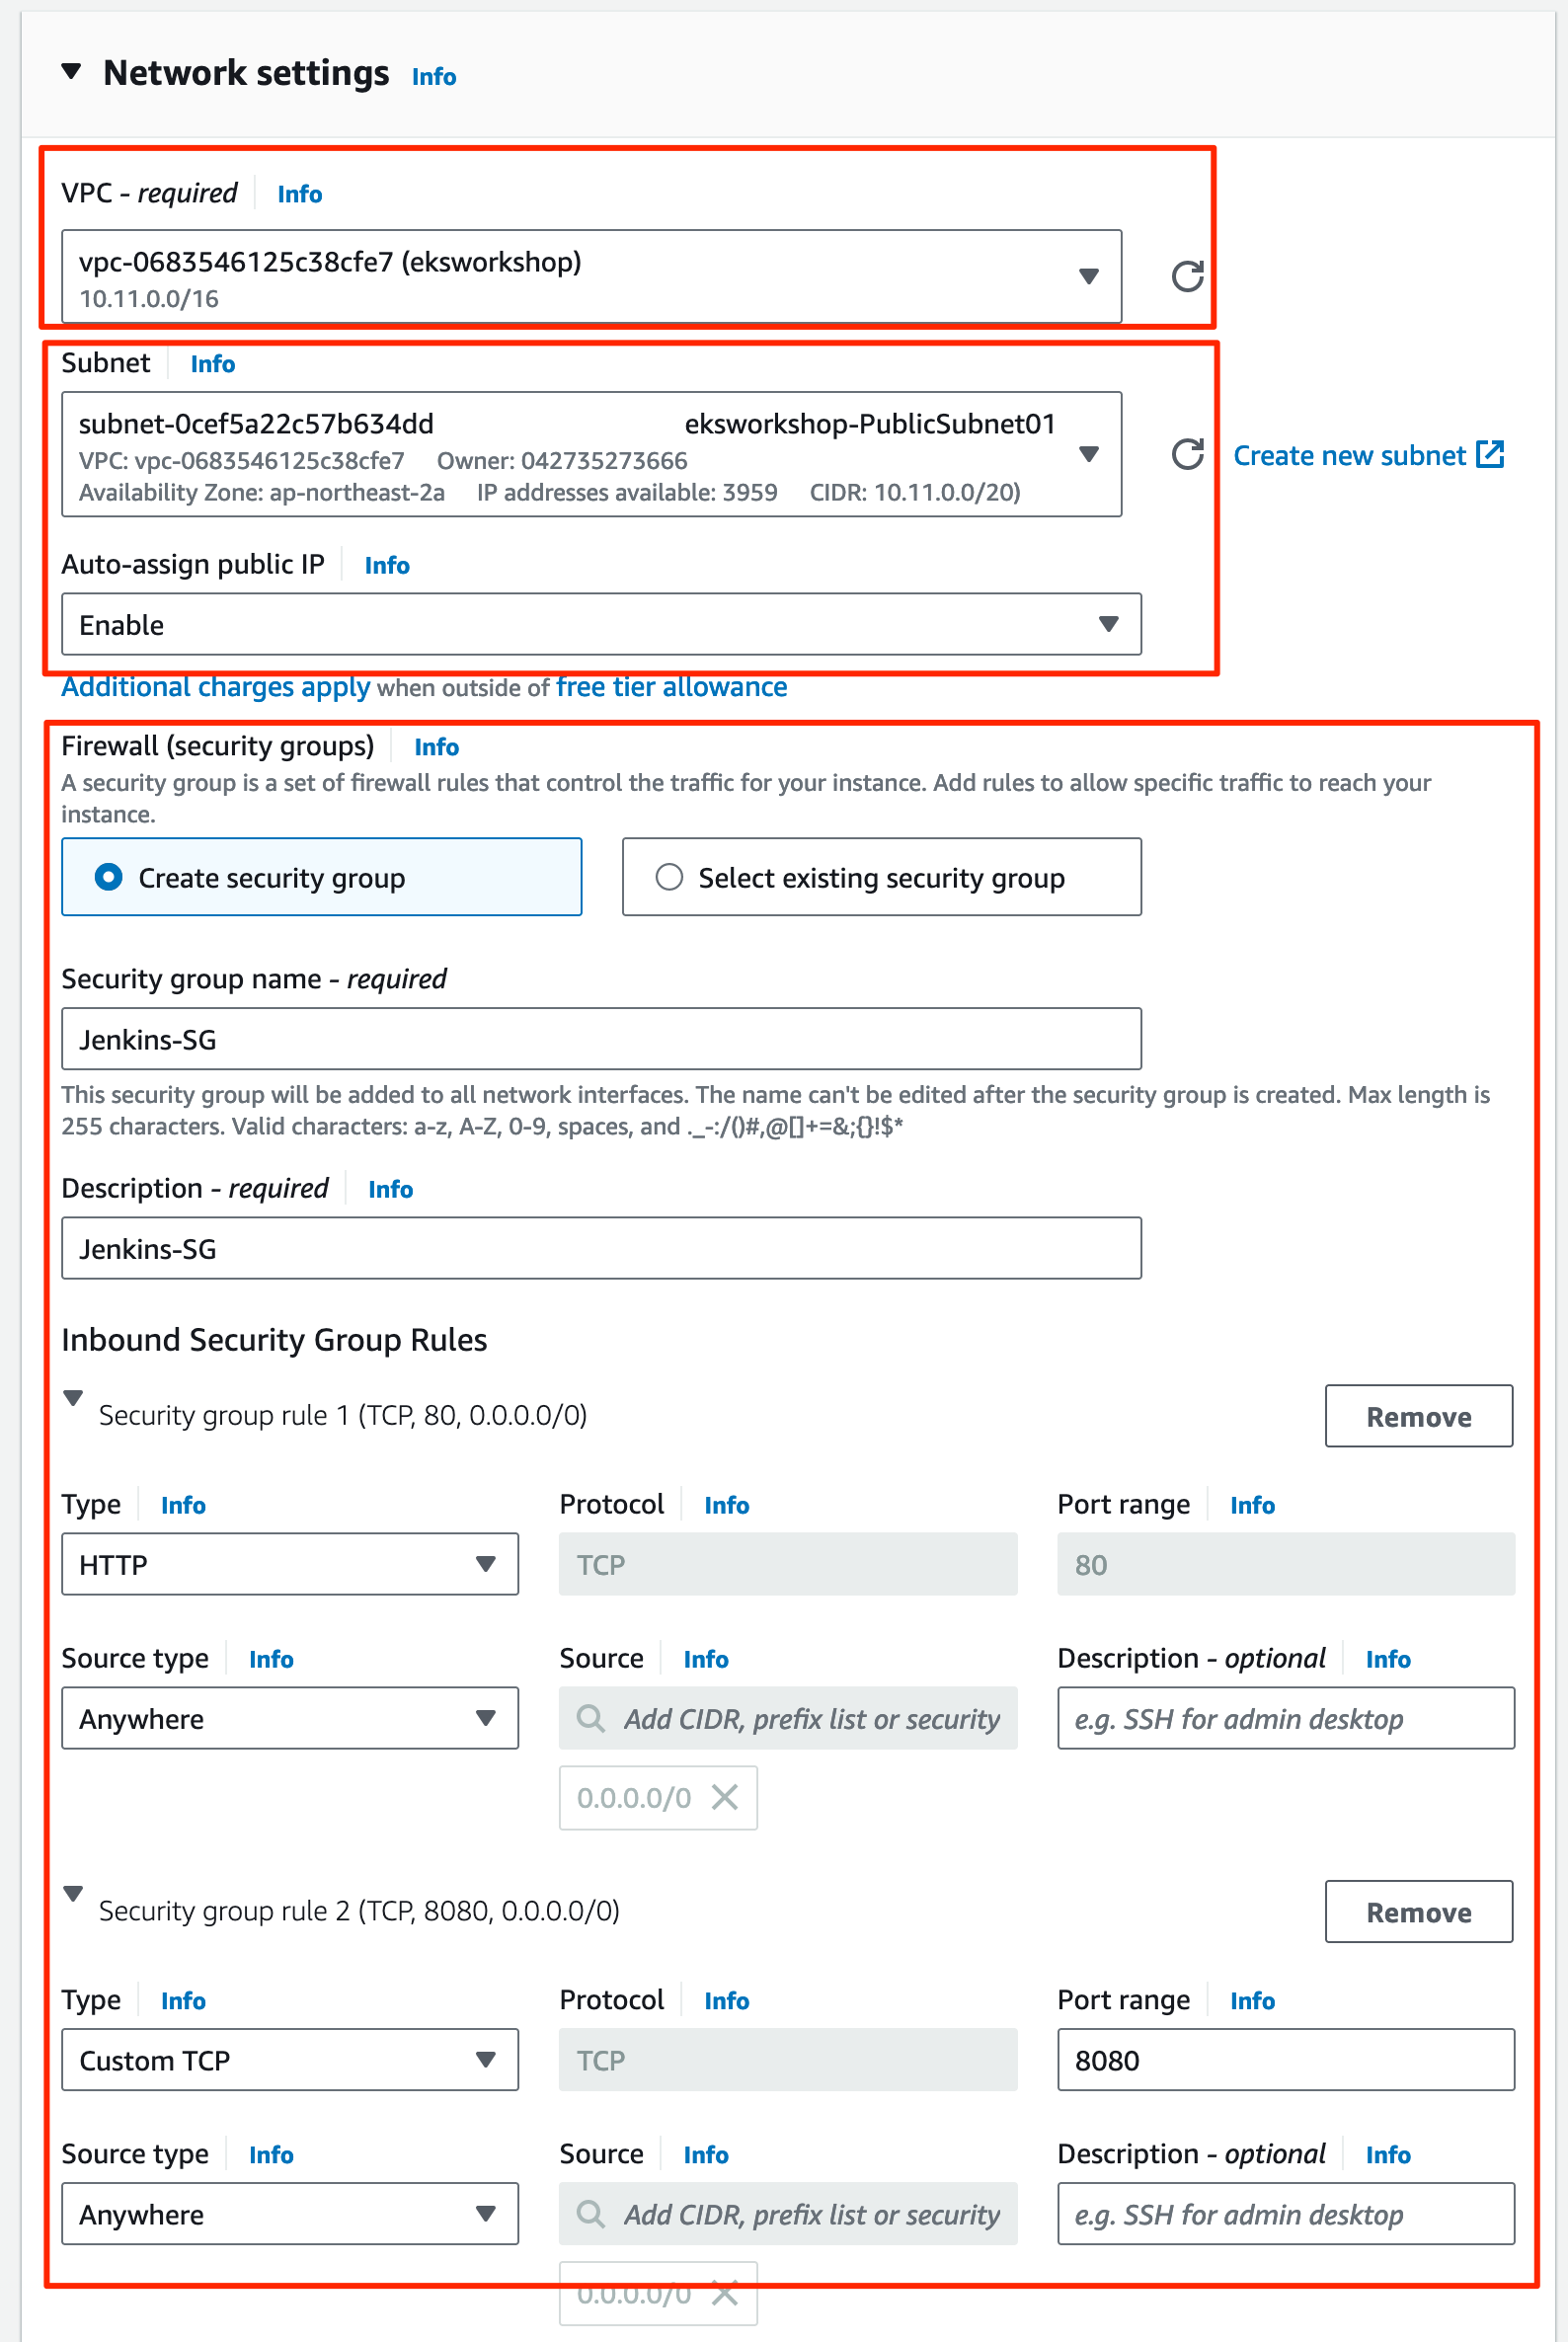 Network settings Info
VPC - required Info
vpc-0683546125c38cfe7 (eksworkshop)
10.11.0.0/16
Subnet Info
subnet-0cef5a22c57b634dd eksworkshop-PublicSubnet01
VPC: vpc-0683546125c38cfe7 Owner: 042735273666
Availability Zone: ap-northeast-2a IP addresses available: 3959 CIDR: 10.11.0.0/20)
Create new subnet
Auto-assign public IP Info
Enable
Additional charges apply when outside of free tier allowance
Firewall (security groups) Info
A security group is a set of firewall rules that control the traffic for your instance. Add rules to allow specific traffic to reach your
instance.
Create security group Select existing security group
Security group name - required
Jenkins-SG
This security group will be added to all network interfaces. The name can't be edited after the security group is created. Max length is
255 characters. Valid characters: a-z, A-Z, 0-9, spaces, and ._-:/()#,@[]+=&;{}!$*
Description - required Info
Jenkins-SG
Inbound Security Group Rules
Security group rule 1 (TCP, 80, 0.0.0.0/0) Remove
Type Info Protocol Info Port range Info
HTTP TCP 80
Source type Info Source Info Description - optional Info
Anywhere Add CIDR, prefix list or security e.g. SSH for admin desktop
0.0.0.0/0
Security group rule 2 (TCP, 8080, 0.0.0.0/0) Remove
Type Info Protocol Info Port range Info
Custom TCP TCP 8080
Source type Info Source Info Description - optional Info
Anywhere Add CIDR, prefix list or security e.g. SSH for admin desktop
0.0.0.0/0